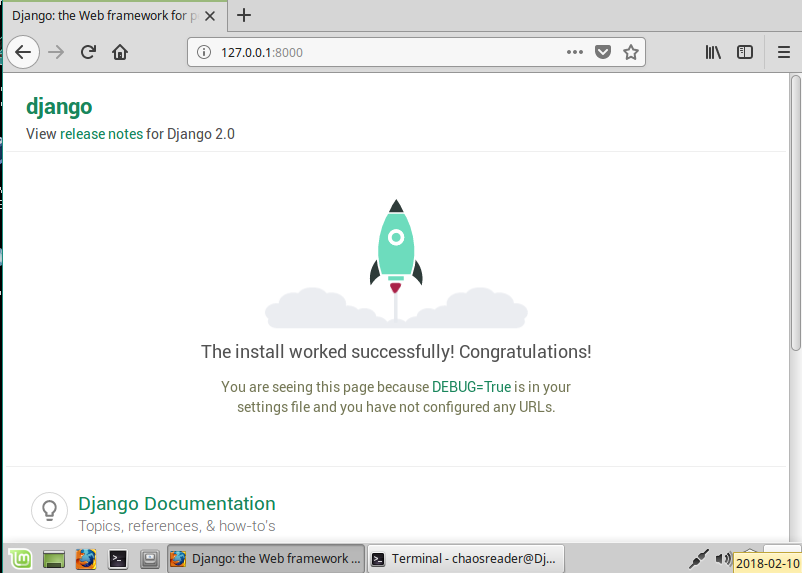 Django: the Web framework for p
127.0.0.1:8000
django
View release notes for Django 2.0
The install worked successfully! Congratulations!
You are seeing this page because DEBUG=True is in your
settings file and you have not configured any URLs.
Django Documentation
Topics, references, & how-to's
Django: the Web framework ...
Terminal - chaosreader@Dj...
2018-02-10